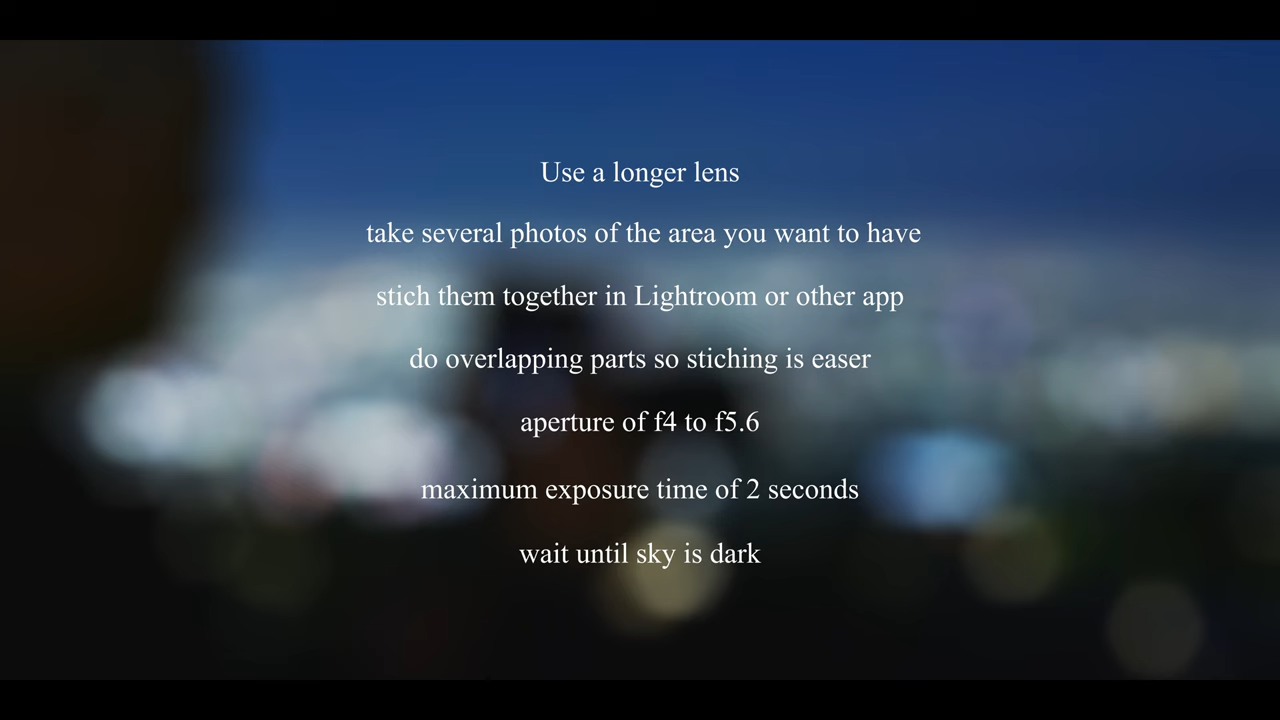 Use a longer lens
take several photos of the area you want to have
stich them together in Lightroom or other app
do overlapping parts so stiching is easer
aperture of f4 to f5.6
maximum exposure time of 2 seconds
wait until sky is dark